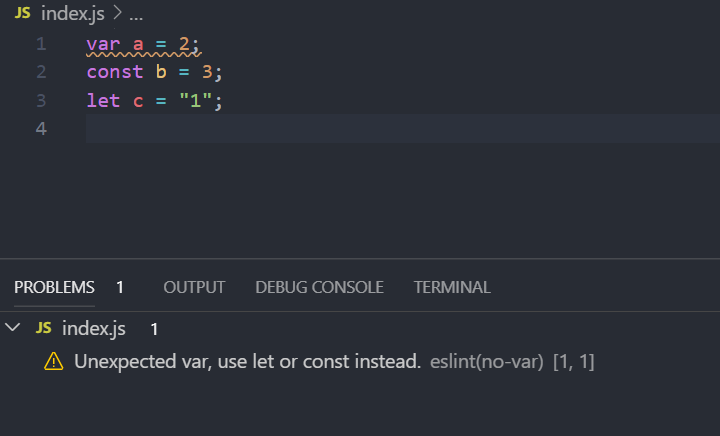 JS index.js > ...
1 var a = 2;
2 const b = 3;
3 let c = "1";
4
PROBLEMS 1 OUTPUT DEBUG CONSOLE TERMINAL
JS index.js 1
Unexpected var, use let or const instead. eslint(no-var) [1, 1]